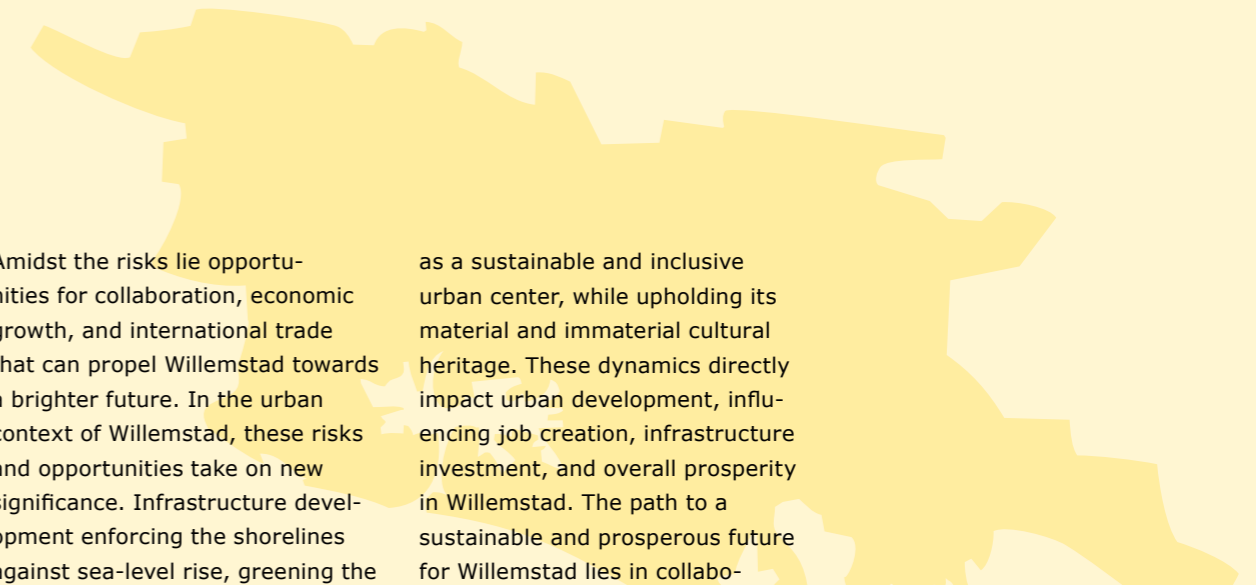 Amidst the risks lie opportu-
nities for collaboration, economic
growth, and international trade
that can propel Willemstad towards
a brighter future. In the urban
context of Willemstad, these risks
and opportunities take on new
significance. Infrastructure devel-
opment enforcing the shorelines
against sea-level rise, greening the
as a sustainable and inclusive
urban center, while upholding its
material and immaterial cultural
heritage. These dynamics directly
impact urban development, influ-
encing job creation, infrastructure
investment, and overall prosperity
in Willemstad. The path to a
sustainable and prosperous future
for Willemstad lies in collabo-